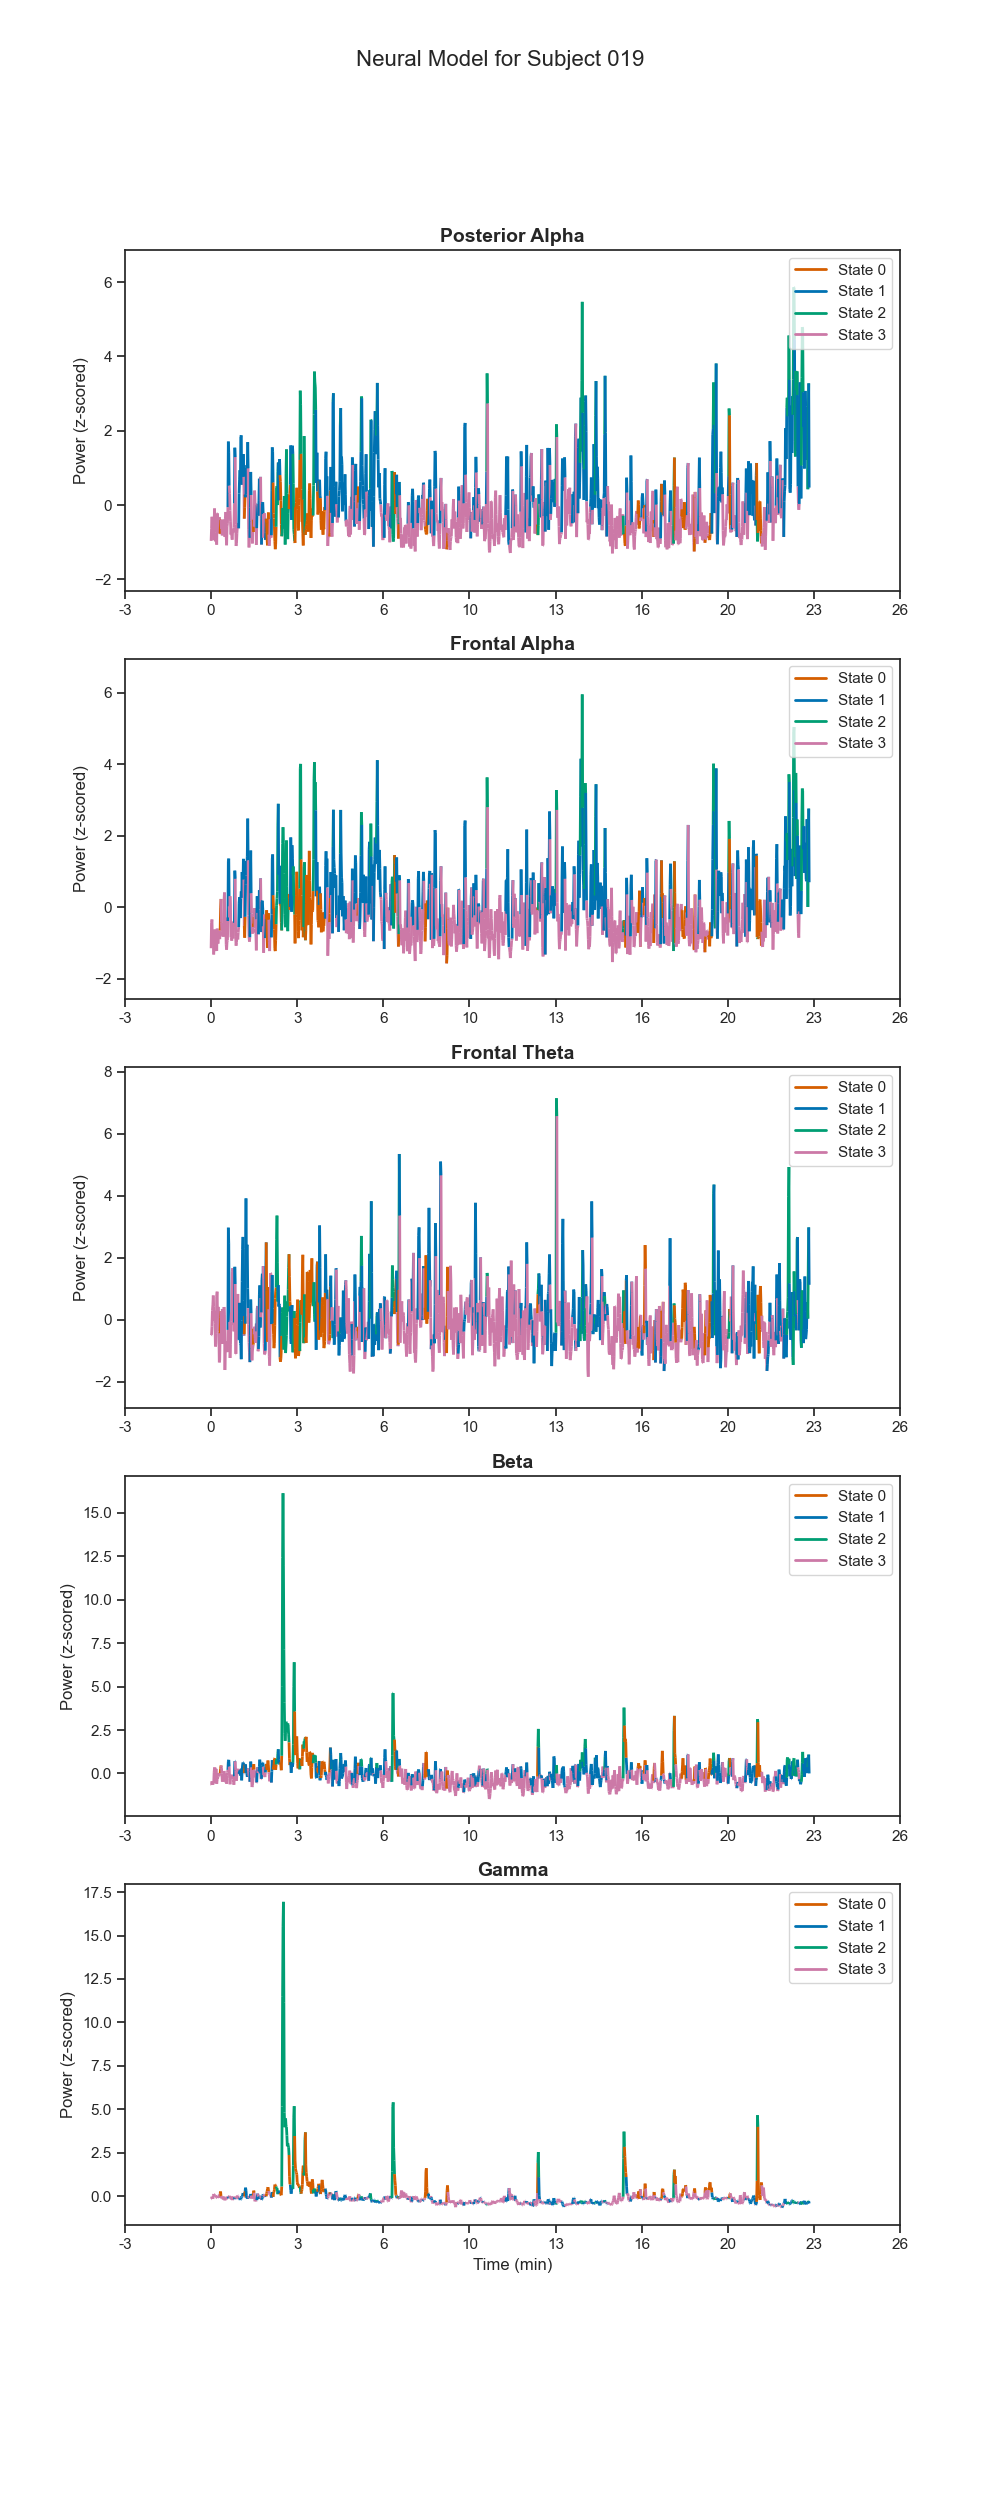 Neural Model for Subject 019
Posterior Alpha
Power (z-scored)
6
4
2
0
−2
State 0
State 1
State 2
State 3
-3 0 3 6 10 13 16 20 23 26
Frontal Alpha
Power (z-scored)
6
4
2
0
−2
State 0
State 1
State 2
State 3
-3 0 3 6 10 13 16 20 23 26
Frontal Theta
Power (z-scored)
8
6
4
2
0
−2
State 0
State 1
State 2
State 3
-3 0 3 6 10 13 16 20 23 26
Beta
Power (z-scored)
15.0
12.5
10.0
7.5
5.0
2.5
0.0
State 0
State 1
State 2
State 3
-3 0 3 6 10 13 16 20 23 26
Gamma
Power (z-scored)
17.5
15.0
12.5
10.0
7.5
5.0
2.5
0.0
State 0
State 1
State 2
State 3
-3 0 3 6 10 13 16 20 23 26
Time (min)